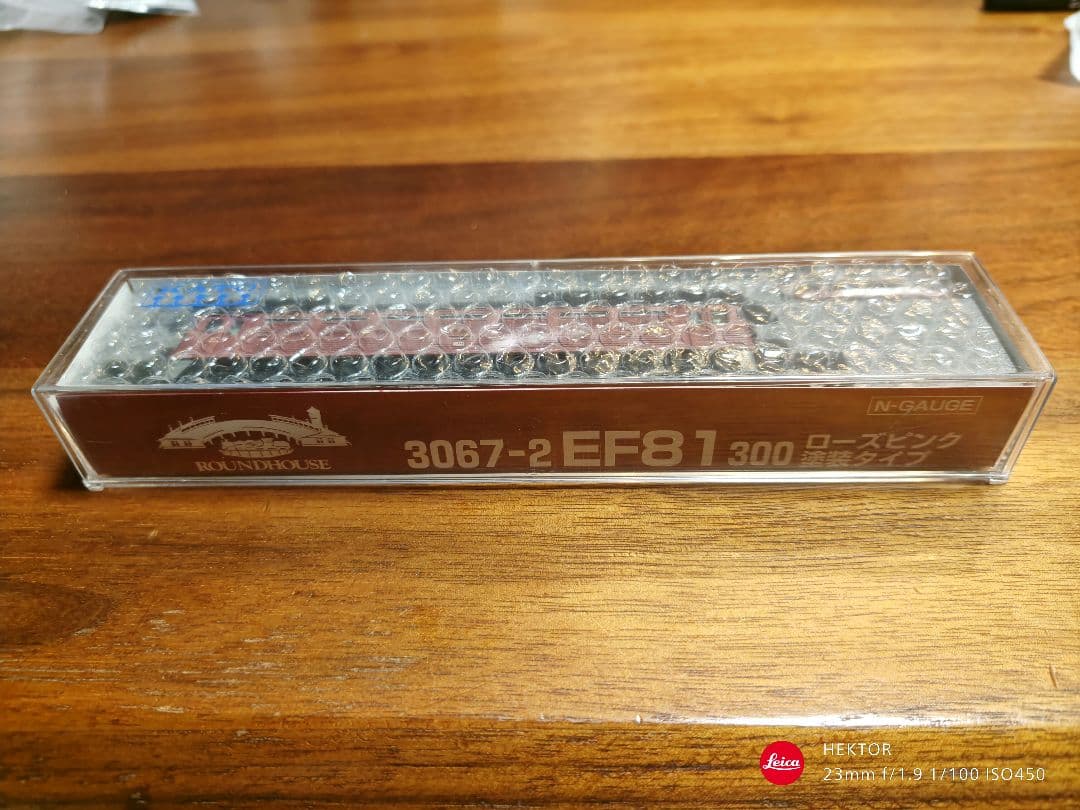 N-GAUGE
ROUNDHOUSE
3067-2 EF81 300 ローズピンク
塗装タイプ
Leica
HEKTOR
23mm f/1.9 1/100 ISO450